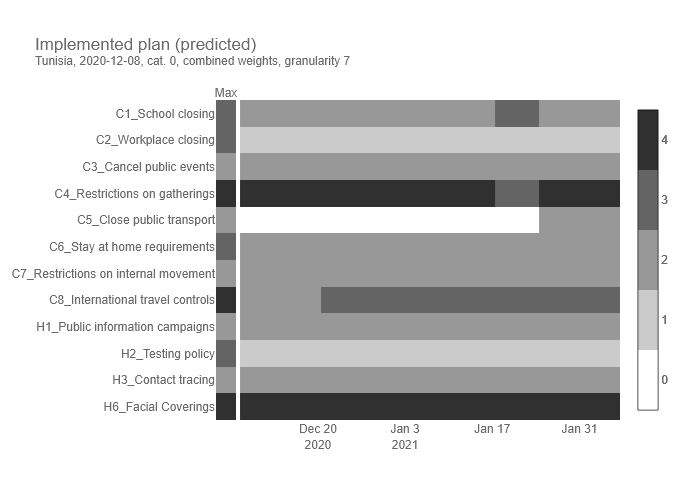 Implemented plan (predicted)
Tunisia, 2020-12-08, cat. 0, combined weights, granularity 7
Max
C1_School closing
C2_Workplace closing
C3_Cancel public events
C4_Restrictions on gatherings
C5_Close public transport
C6_Stay at home requirements
C7_Restrictions on internal movement
C8_International travel controls
H1_Public information campaigns
H2_Testing policy
H3_Contact tracing
H6_Facial Coverings
Dec 20 Jan 3 Jan 17 Jan 31
2020 2021
4
3
2
1
0